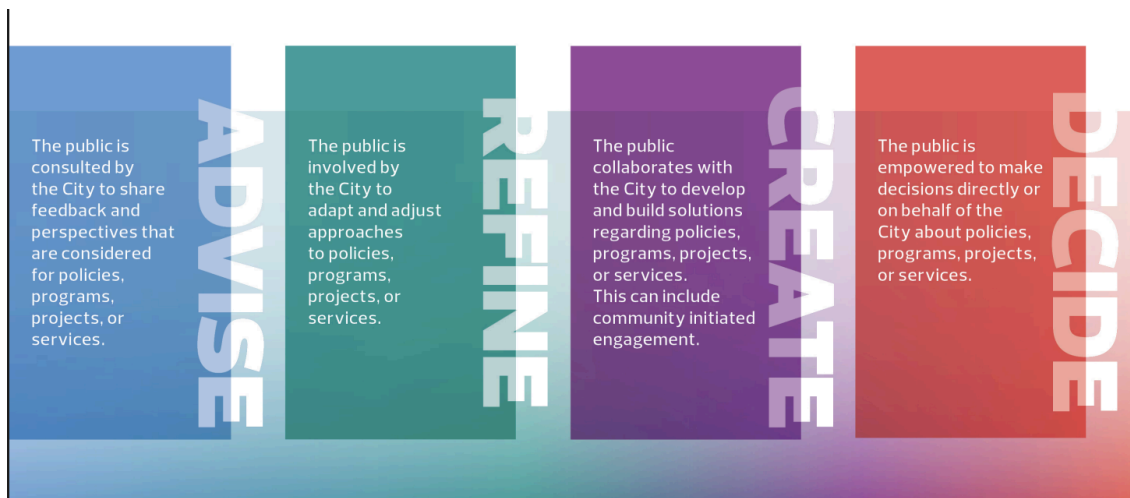 The public is
consulted by
the City to share
feedback and
perspectives that
are considered
for policies,
programs,
projects, or
services.
ADVISE
The public is
involved by
the City to
adapt and adjust
approaches
to policies,
programs,
projects, or
services.
REFINE
The public
collaborates with
the City to develop
and build solutions
regarding policies,
programs, projects,
or services.
This can include
community initiated
engagement.
CREATE
The public is
empowered to make
decisions directly or
on behalf of the
City about policies,
programs, projects,
or services.
DECIDE